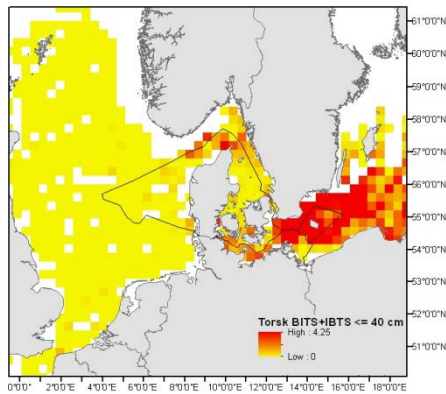 61°0'0"N
60°0'0"N
59°0'0"N
58°0'0"N
57°0'0"N
56°0'0"N
55°0'0"N
54°0'0"N
53°0'0"N
52°0'0"N
51°0'0"N
Torsk BITS+IBTS <= 40 cm
High : 4.25
Low : 0
0°0'0" 2°0'0"E 4°0'0"E 6°0'0"E 8°0'0"E 10°0'0"E 12°0'0"E 14°0'0"E 16°0'0"E 18°0'0"E